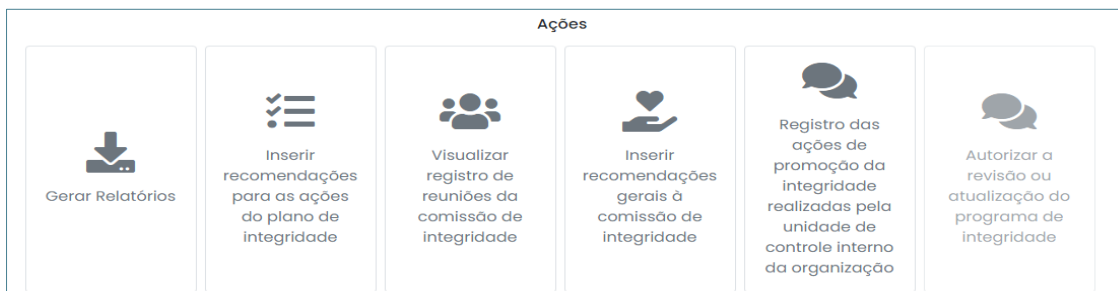 Ações
Gerar Relatórios
Inserir
recomendações
para as ações
do plano de
integridade
Visualizar
registro de
reuniões da
comissão de
integridade
Inserir
recomendações
gerais à
comissão de
integridade
Registro das
ações de
promoção da
integridade
realizadas pela
unidade de
controle interno
da organização
Autorizar a
revisão ou
atualização do
programa de
integridade